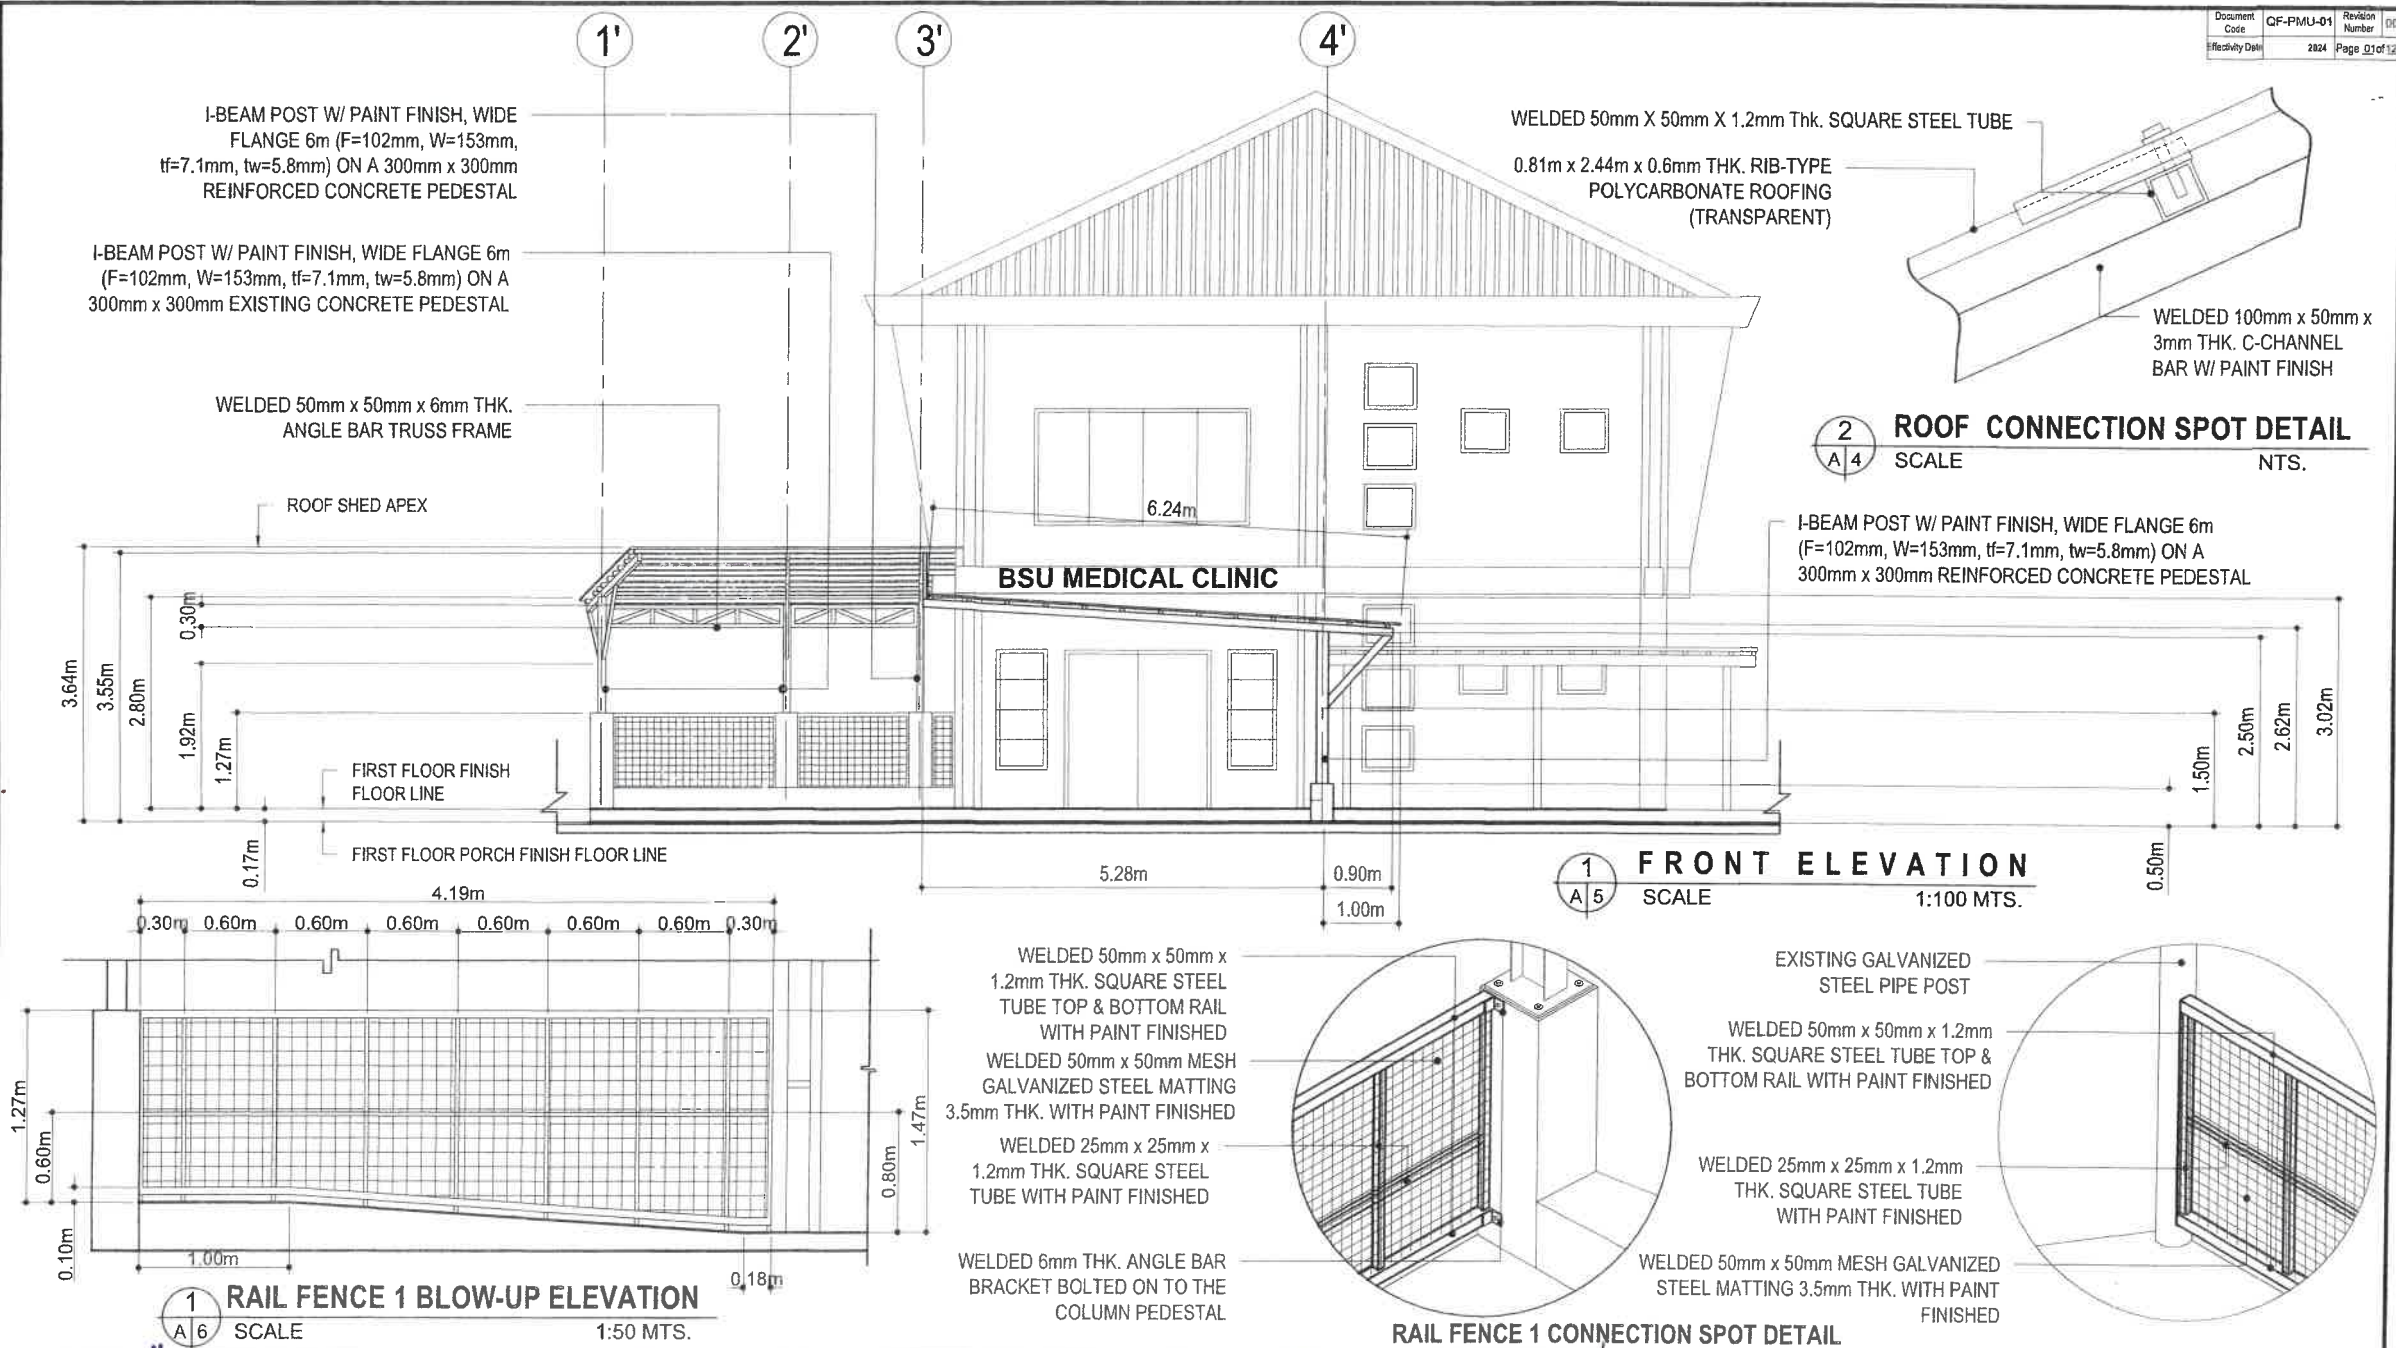 Document Code QF-PMU-01 Revision Number
Effectivity Date 2024 Page 01 of 12
1'
2'
3'
4'
I-BEAM POST W/ PAINT FINISH, WIDE
FLANGE 6m (F=102mm, W=153mm,
tf=7.1mm, tw=5.8mm) ON A 300mm x 300mm
REINFORCED CONCRETE PEDESTAL
I-BEAM POST W/ PAINT FINISH, WIDE FLANGE 6m
(F=102mm, W=153mm, tf=7.1mm, tw=5.8mm) ON A
300mm x 300mm EXISTING CONCRETE PEDESTAL
WELDED 50mm x 50mm x 6mm THK.
ANGLE BAR TRUSS FRAME
ROOF SHED APEX
WELDED 50mm X 50mm X 1.2mm Thk. SQUARE STEEL TUBE
0.81m x 2.44m x 0.6mm THK. RIB-TYPE
POLYCARBONATE ROOFING
(TRANSPARENT)
WELDED 100mm x 50mm x
3mm THK. C-CHANNEL
BAR W/ PAINT FINISH
2
A 4
ROOF CONNECTION SPOT DETAIL
SCALE NTS.
I-BEAM POST W/ PAINT FINISH, WIDE FLANGE 6m
(F=102mm, W=153mm, tf=7.1mm, tw=5.8mm) ON A
300mm x 300mm REINFORCED CONCRETE PEDESTAL
6.24m
BSU MEDICAL CLINIC
3.64m
3.55m
2.80m
0.30m
1.92m
1.27m
0.17m
FIRST FLOOR FINISH
FLOOR LINE
FIRST FLOOR PORCH FINISH FLOOR LINE
1.50m
2.50m
2.62m
3.02m
0.50m
5.28m
0.90m
1.00m
1
A 5
FRONT ELEVATION
SCALE 1:100 MTS.
4.19m
0.30m 0.60m 0.60m 0.60m 0.60m 0.60m 0.60m 0.30m
1.27m
0.60m
0.10m
1.00m
0.18m
0.80m
1.47m
1
A 6
RAIL FENCE 1 BLOW-UP ELEVATION
SCALE 1:50 MTS.
WELDED 50mm x 50mm x
1.2mm THK. SQUARE STEEL
TUBE TOP & BOTTOM RAIL
WITH PAINT FINISHED
WELDED 50mm x 50mm MESH
GALVANIZED STEEL MATTING
3.5mm THK. WITH PAINT FINISHED
WELDED 25mm x 25mm x
1.2mm THK. SQUARE STEEL
TUBE WITH PAINT FINISHED
WELDED 6mm THK. ANGLE BAR
BRACKET BOLTED ON TO THE
COLUMN PEDESTAL
EXISTING GALVANIZED
STEEL PIPE POST
WELDED 50mm x 50mm x 1.2mm
THK. SQUARE STEEL TUBE TOP &
BOTTOM RAIL WITH PAINT FINISHED
WELDED 25mm x 25mm x 1.2mm
THK. SQUARE STEEL TUBE
WITH PAINT FINISHED
WELDED 50mm x 50mm MESH GALVANIZED
STEEL MATTING 3.5mm THK. WITH PAINT
FINISHED
RAIL FENCE 1 CONNECTION SPOT DETAIL